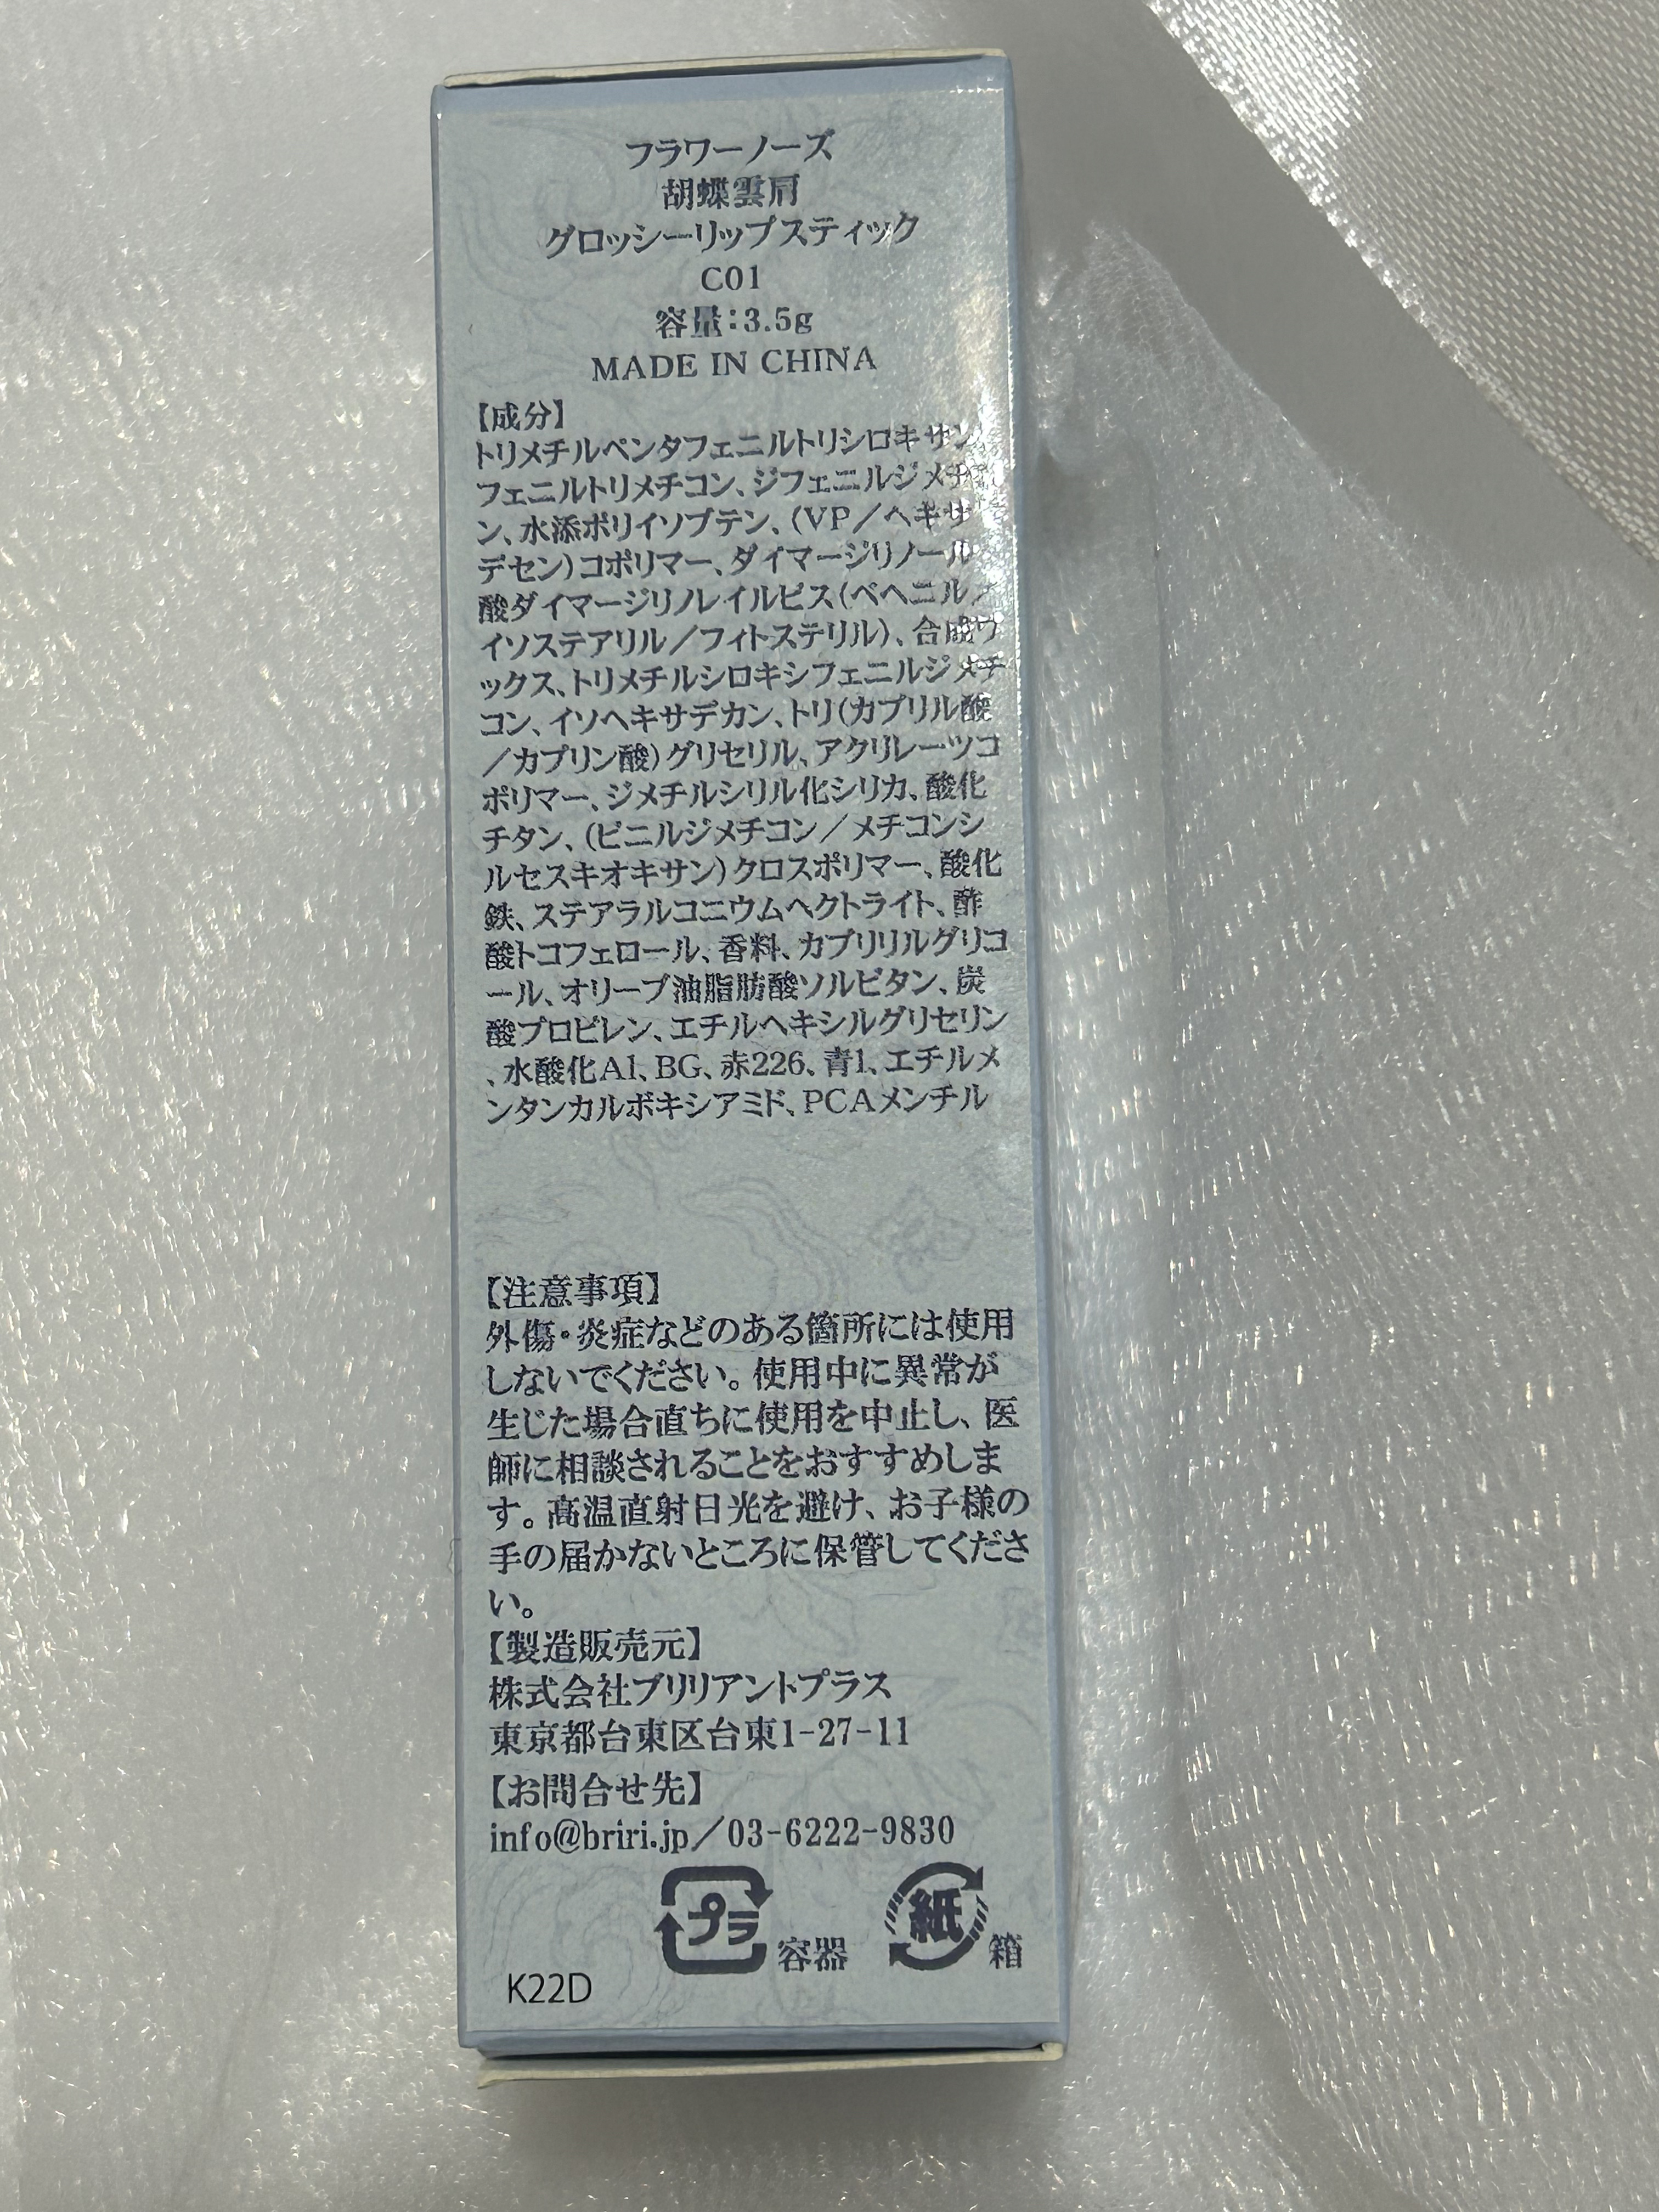 フラワーノーズ
胡蝶雲肩
グロッシーリップスティック
C01
容量:3.5g
MADE IN CHINA
【成分】
トリメチルペンタフェニルトリシロキサン
フェニルトリメチコン、ジフェニルジメチ
ン、水添ポリイソブテン、(VP/ヘキサ
デセン)コポリマー、ダイマージリノール
酸ダイマージリノレイルビス(ベヘニル/
イソステアリル/フィトステリル)、合成ワ
ックス、トリメチルシロキシフェニルジメチ
コン、イソヘキサデカン、トリ(カプリル酸
/カプリン酸)グリセリル、アクリレーツコ
ポリマー、ジメチルシリル化シリカ、酸化
チタン、(ビニルジメチコン/メチコンシ
ルセスキオキサン)クロスポリマー、酸化
鉄、ステアラルコニウムヘクトライト、酢
酸トコフェロール、香料、カプリリルグリコ
ール、オリーブ油脂肪酸ソルビタン、炭
酸プロピレン、エチルヘキシルグリセリン
、水酸化Al、BG、赤226、青1、エチルメ
ンタンカルボキシアミド、PCAメンチル
【注意事項】
外傷・炎症などのある箇所には使用
しないでください。使用中に異常が
生じた場合直ちに使用を中止し、医
師に相談されることをおすすめしま
す。高温直射日光を避け、お子様の
手の届かないところに保管してくださ
い。
【製造販売元】
株式会社ブリリアントプラス
東京都台東区台東1-27-11
【お問合せ先】
info@briri.jp/03-6222-9830
プラ 容器 紙 箱
K22D